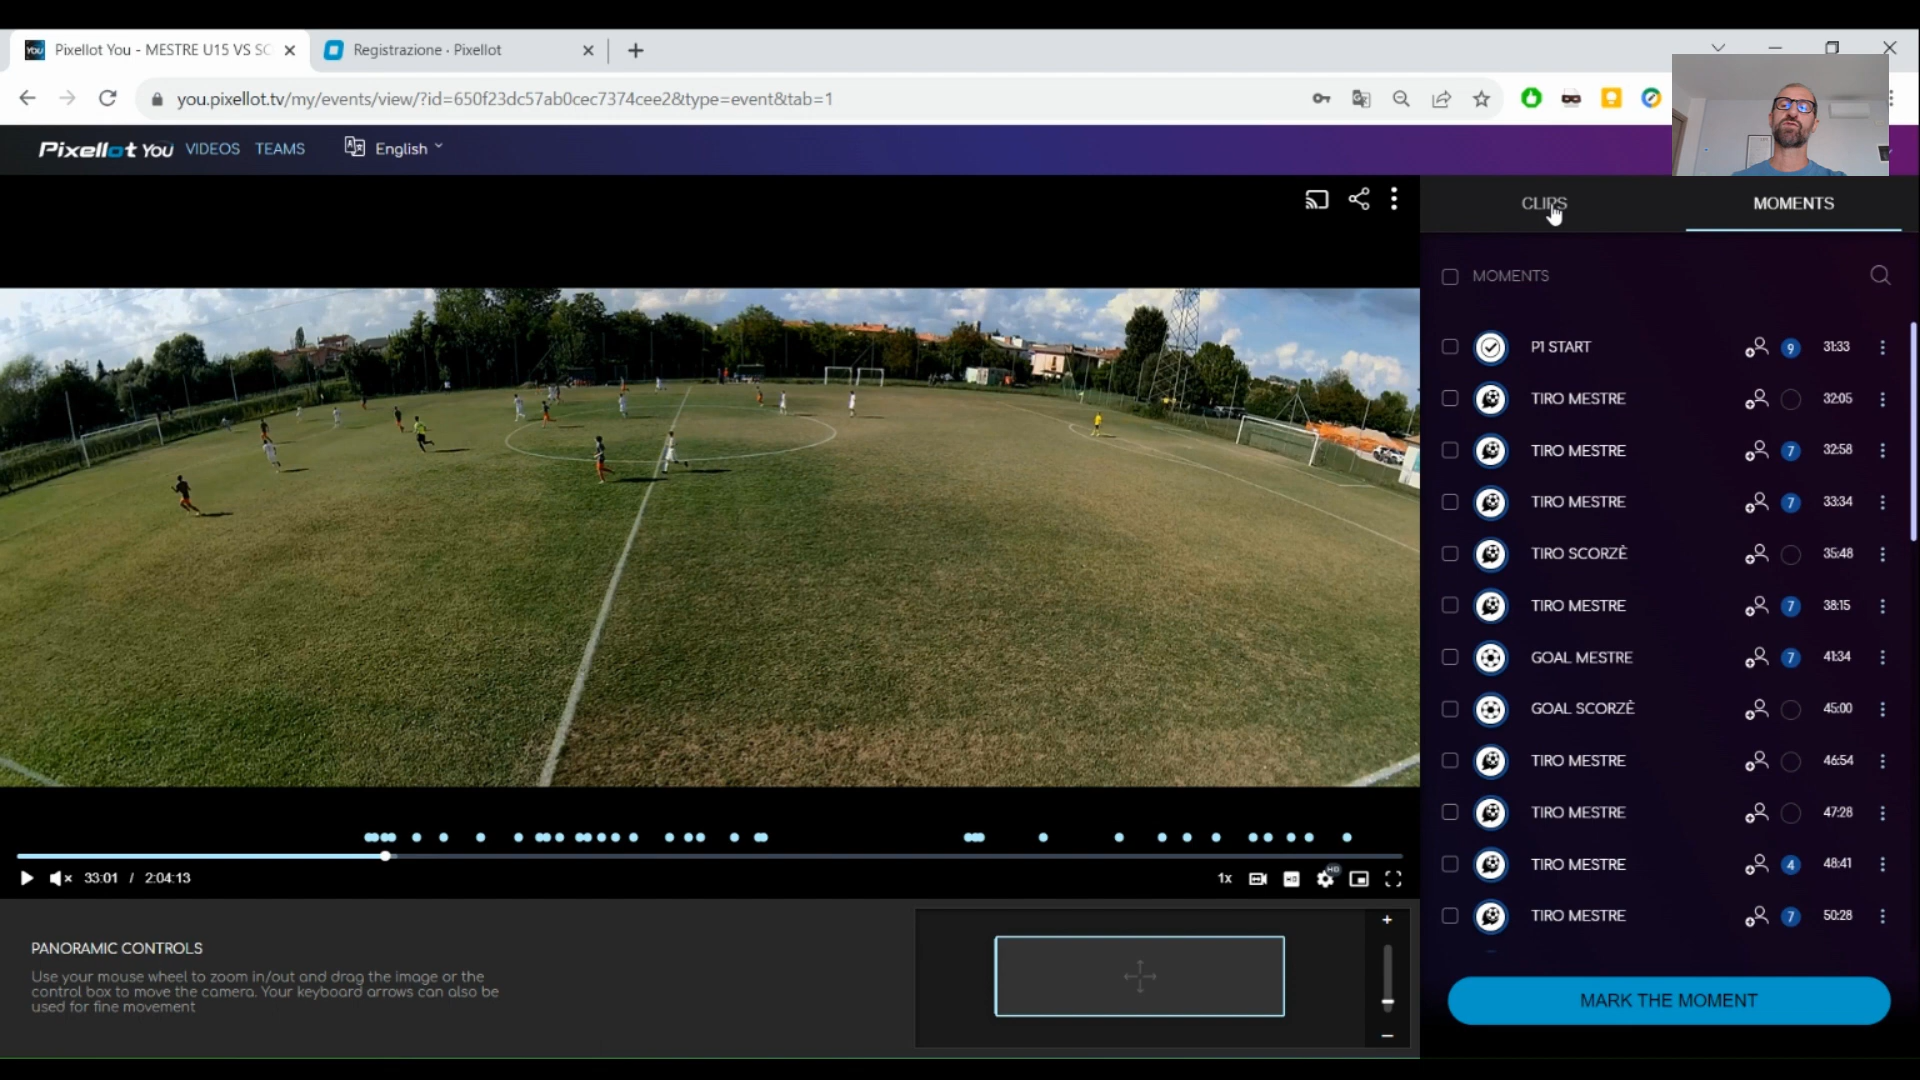 YOU Pixellot You - MESTRE U15 VS SC
Registrazione · Pixellot
you.pixellot.tv/my/events/view/?id=650f23dc57ab0cec7374cee2&type=event&tab=1
Pixellot You VIDEOS TEAMS English
CLIPS MOMENTS
MOMENTS
P1 START 9 31:33
TIRO MESTRE 32:05
TIRO MESTRE 7 32:58
TIRO MESTRE 7 33:34
TIRO SCORZÈ 35:48
TIRO MESTRE 7 38:15
GOAL MESTRE 7 41:34
GOAL SCORZÈ 45:00
TIRO MESTRE 46:54
TIRO MESTRE 47:28
TIRO MESTRE 4 48:41
TIRO MESTRE 7 50:28
MARK THE MOMENT
33:01 / 2:04:13 1x HD HD
PANORAMIC CONTROLS
Use your mouse wheel to zoom in/out and drag the image or the
control box to move the camera. Your keyboard arrows can also be
used for fine movement